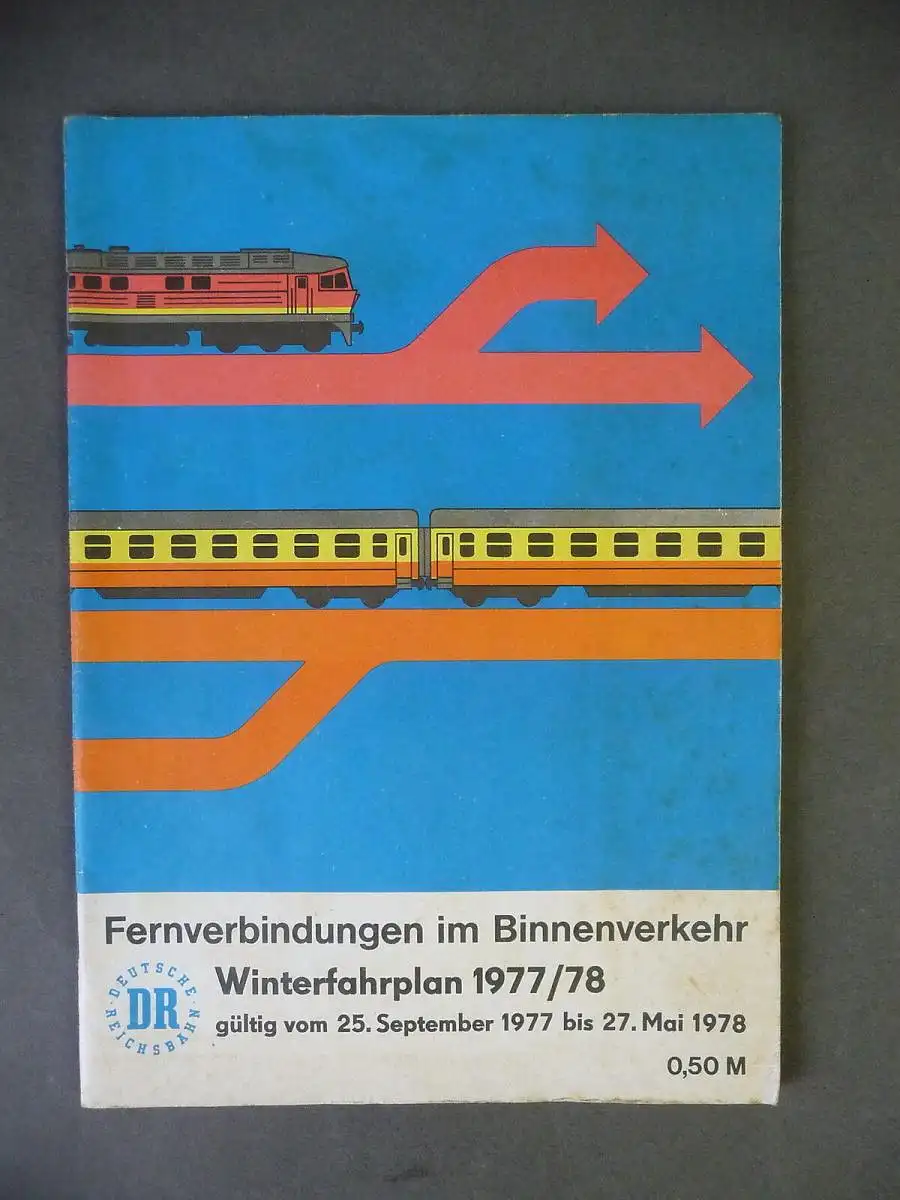 Fernverbindungen im Binnenverkehr
Winterfahrplan 1977/78
DEUTSCHE
DR
REICHSBAHN
gültig vom 25. September 1977 bis 27. Mai 1978
0,50 M